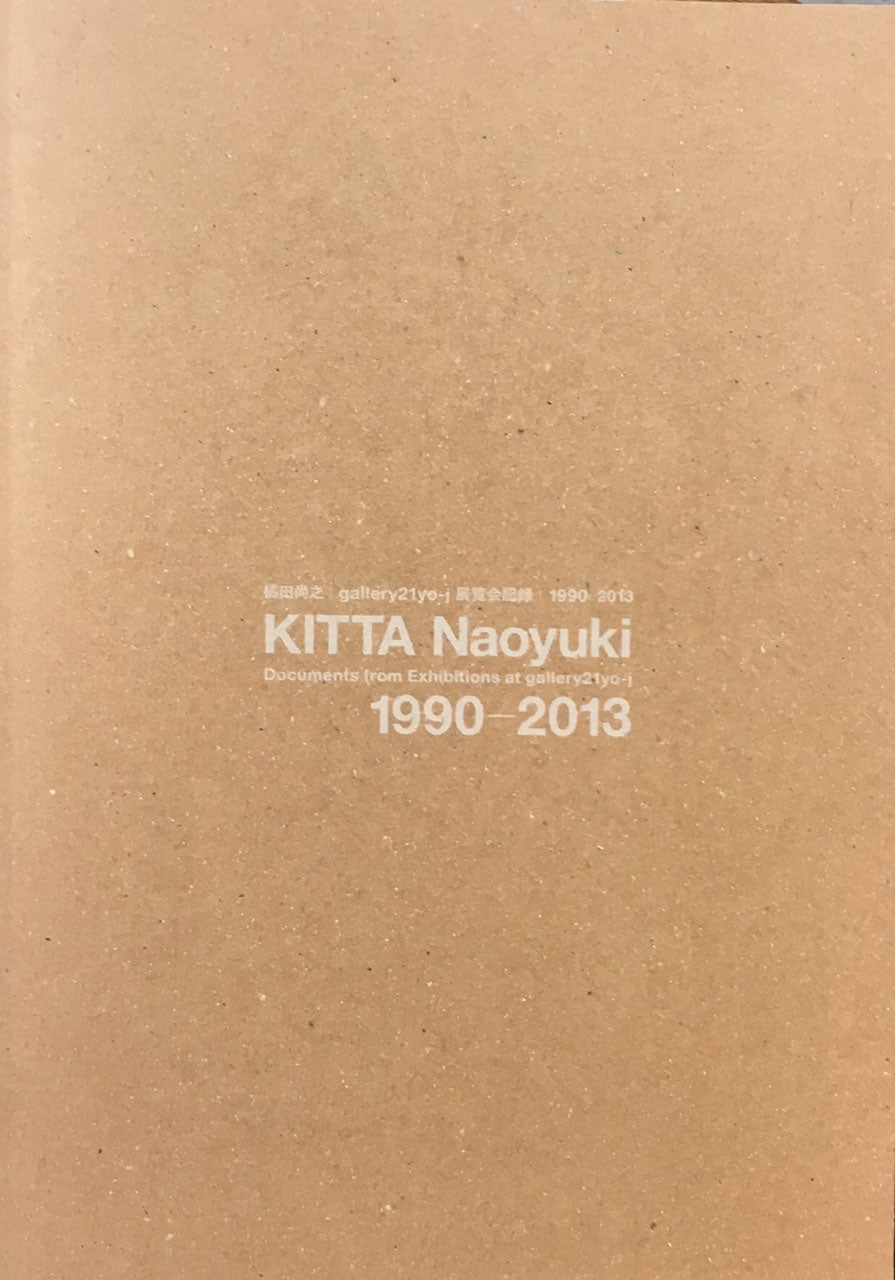 橘田尚之｜gallery21yo-j 展覧会記録｜1990–2013
KITTA Naoyuki
Documents from Exhibitions at gallery21yo-j
1990—2013